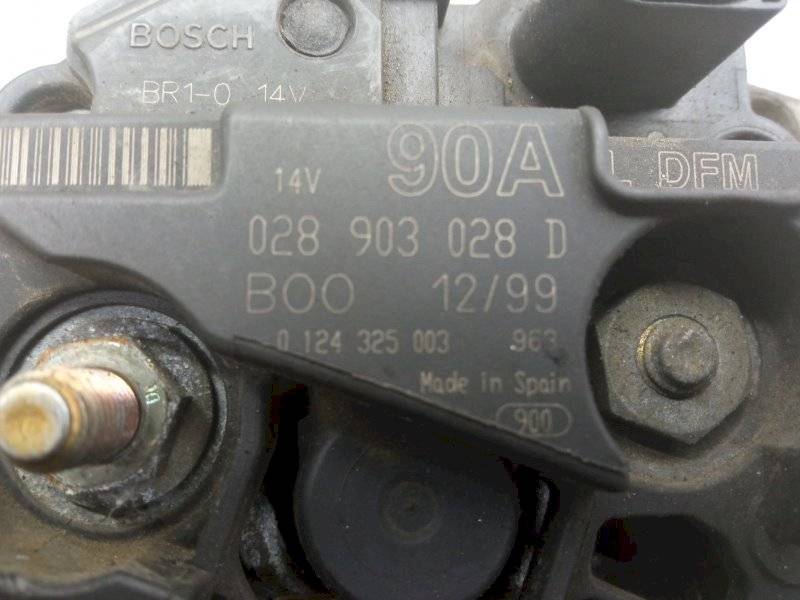 BOSCH
BR1-0 14V
14V 90A L DFM
028 903 028 D
B00 12/99
0 124 325 003 963
Made in Spain
900